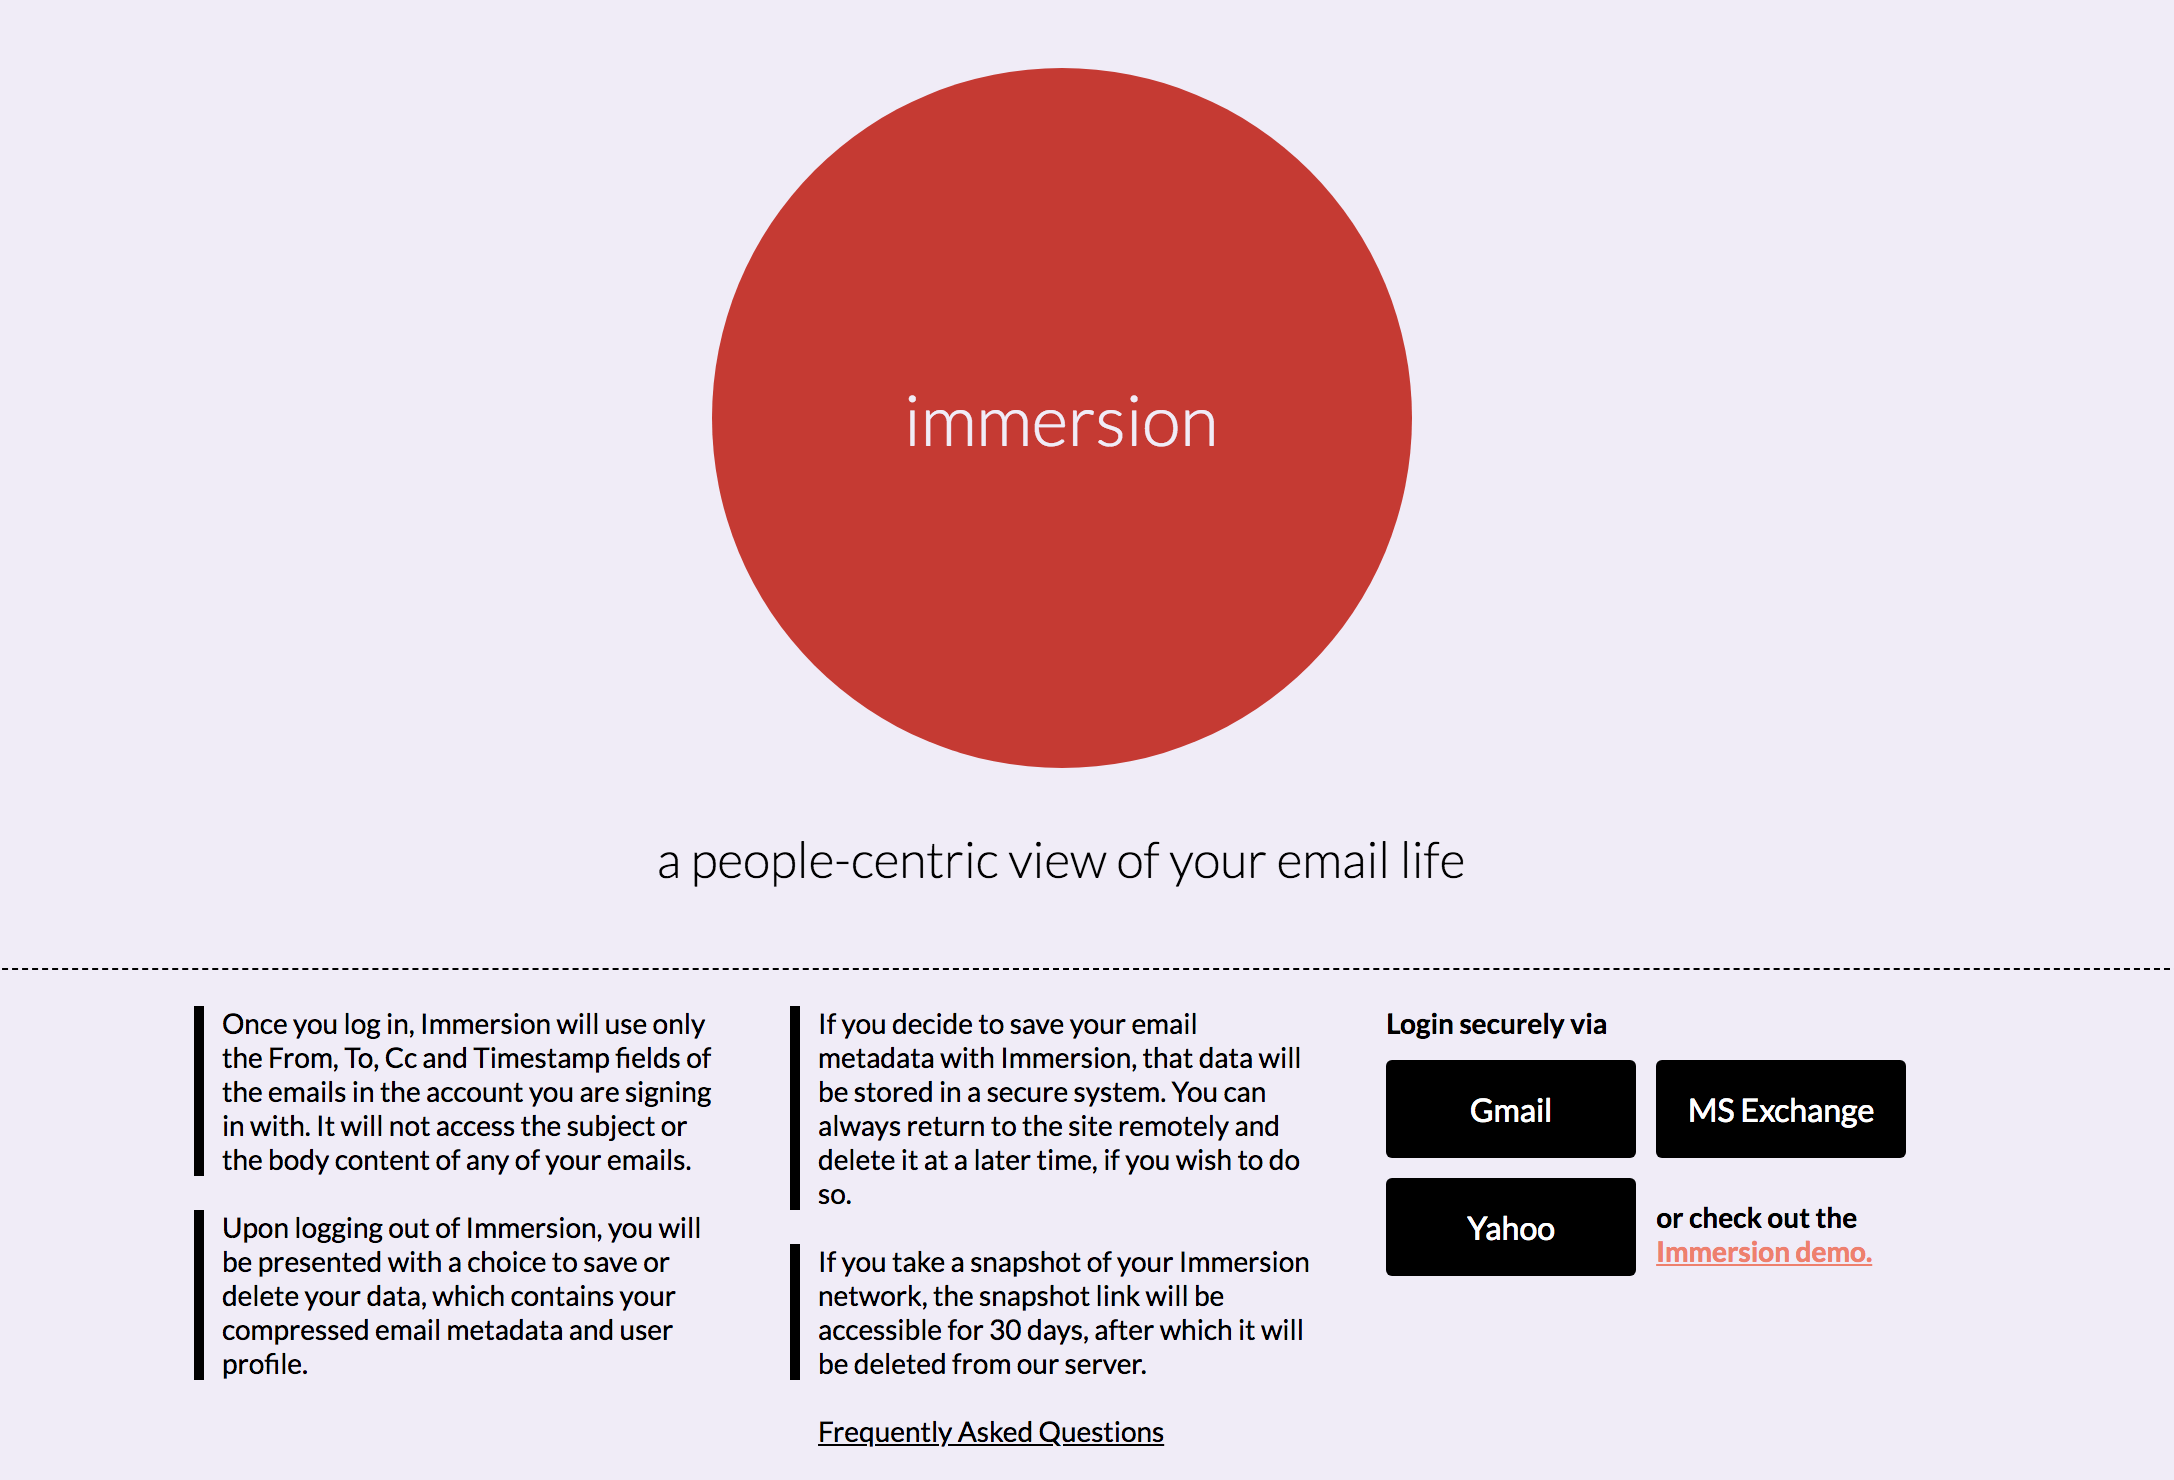 immersion
a people-centric view of your email life
Once you log in, Immersion will use only
the From, To, Cc and Timestamp fields of
the emails in the account you are signing
in with. It will not access the subject or
the body content of any of your emails.
Upon logging out of Immersion, you will
be presented with a choice to save or
delete your data, which contains your
compressed email metadata and user
profile.
If you decide to save your email
metadata with Immersion, that data will
be stored in a secure system. You can
always return to the site remotely and
delete it at a later time, if you wish to do
so.
If you take a snapshot of your Immersion
network, the snapshot link will be
accessible for 30 days, after which it will
be deleted from our server.
Frequently Asked Questions
Login securely via
Gmail
MS Exchange
Yahoo
or check out the
Immersion demo.